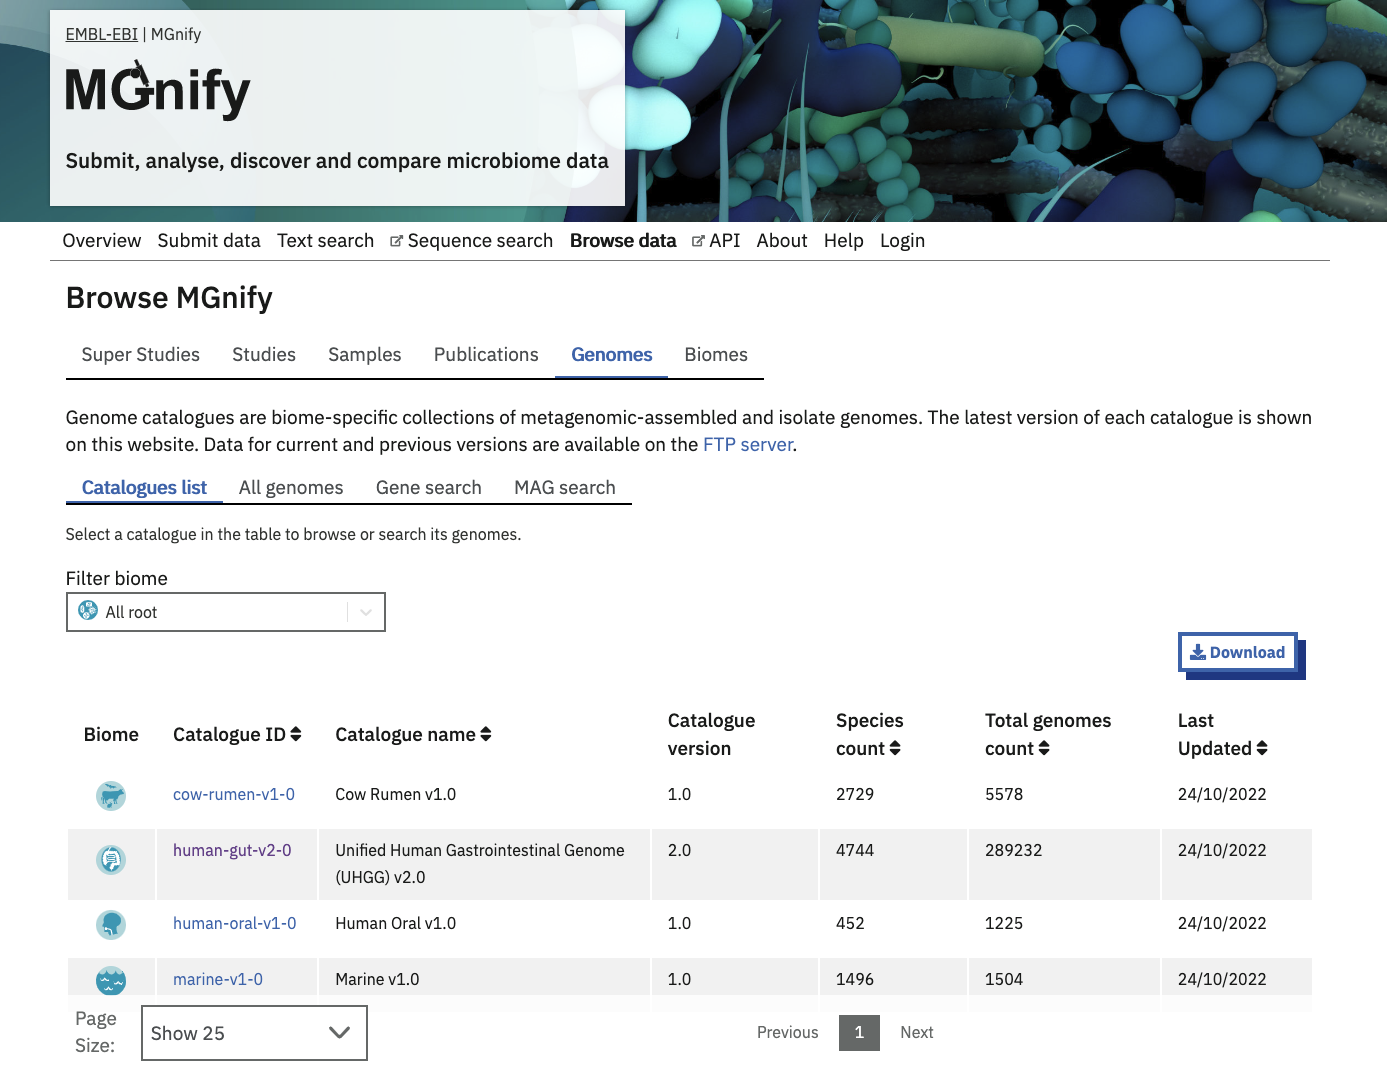 EMBL-EBI | MGnify
MGnify
Submit, analyse, discover and compare microbiome data
Overview Submit data Text search Sequence search Browse data API About Help Login
Browse MGnify
Super Studies Studies Samples Publications Genomes Biomes
Genome catalogues are biome-specific collections of metagenomic-assembled and isolate genomes. The latest version of each catalogue is shown
on this website. Data for current and previous versions are available on the FTP server.
Catalogues list All genomes Gene search MAG search
Select a catalogue in the table to browse or search its genomes.
Filter biome
All root
Download
Biome Catalogue ID Catalogue name Catalogue version Species count Total genomes count Last Updated
cow-rumen-v1-0 Cow Rumen v1.0 1.0 2729 5578 24/10/2022
human-gut-v2-0 Unified Human Gastrointestinal Genome (UHGG) v2.0 2.0 4744 289232 24/10/2022
human-oral-v1-0 Human Oral v1.0 1.0 452 1225 24/10/2022
marine-v1-0 Marine v1.0 1.0 1496 1504 24/10/2022
Page Size: Show 25 Previous 1 Next